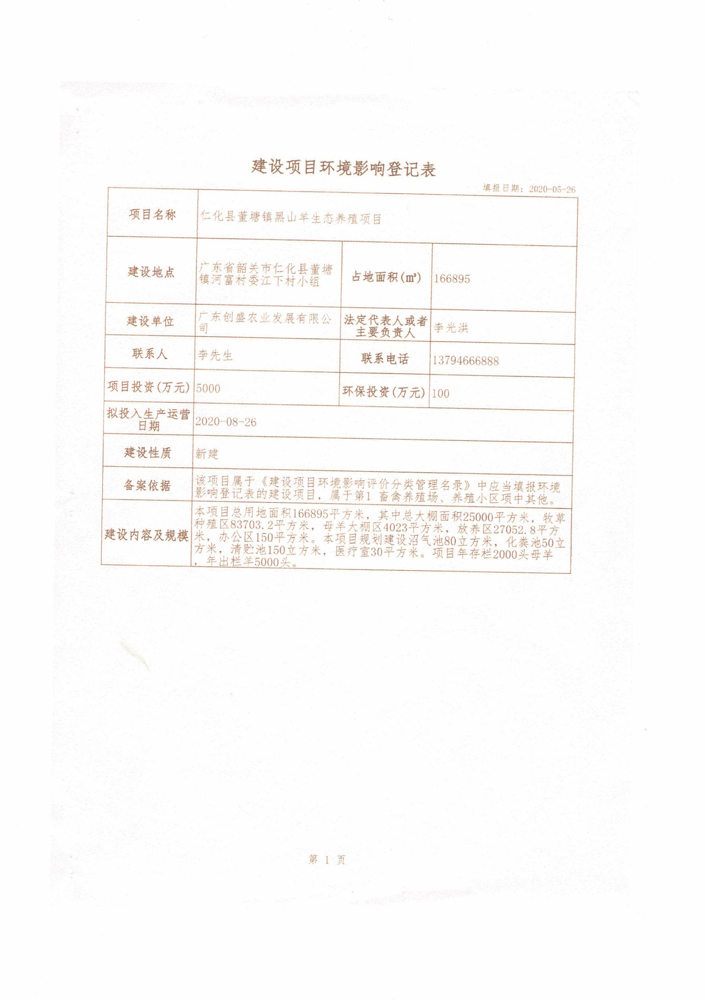 建设项目环境影响登记表
填报日期：2020-05-26
项目名称
仁化县董塘镇黑山羊生态养殖项目
建设地点
广东省韶关市仁化县董塘
镇河富村委江下村小组
占地面积(㎡)
166895
建设单位
广东创盛农业发展有限公
司
法定代表人或者
主要负责人
李光洪
联系人
李先生
联系电话
13794666888
项目投资(万元)
5000
环保投资(万元)
100
拟投入生产运营
日期
2020-08-26
建设性质
新建
备案依据
该项目属于《建设项目环境影响评价分类管理名录》中应当填报环境
影响登记表的建设项目，属于第1 畜禽养殖场、养殖小区项中其他。
建设内容及规模
本项目总用地面积166895平方米，其中总大棚面积25000平方米，牧草
种殖区83703.2平方米，母羊大棚区4023平方米，放养区27052.8平方
米，办公区150平方米。本项目规划建设沼气池80立方米，化粪池50立
方米，清贮池150立方米，医疗室30平方米。项目年存栏2000头母羊
，年出栏羊5000头。
第 1 页